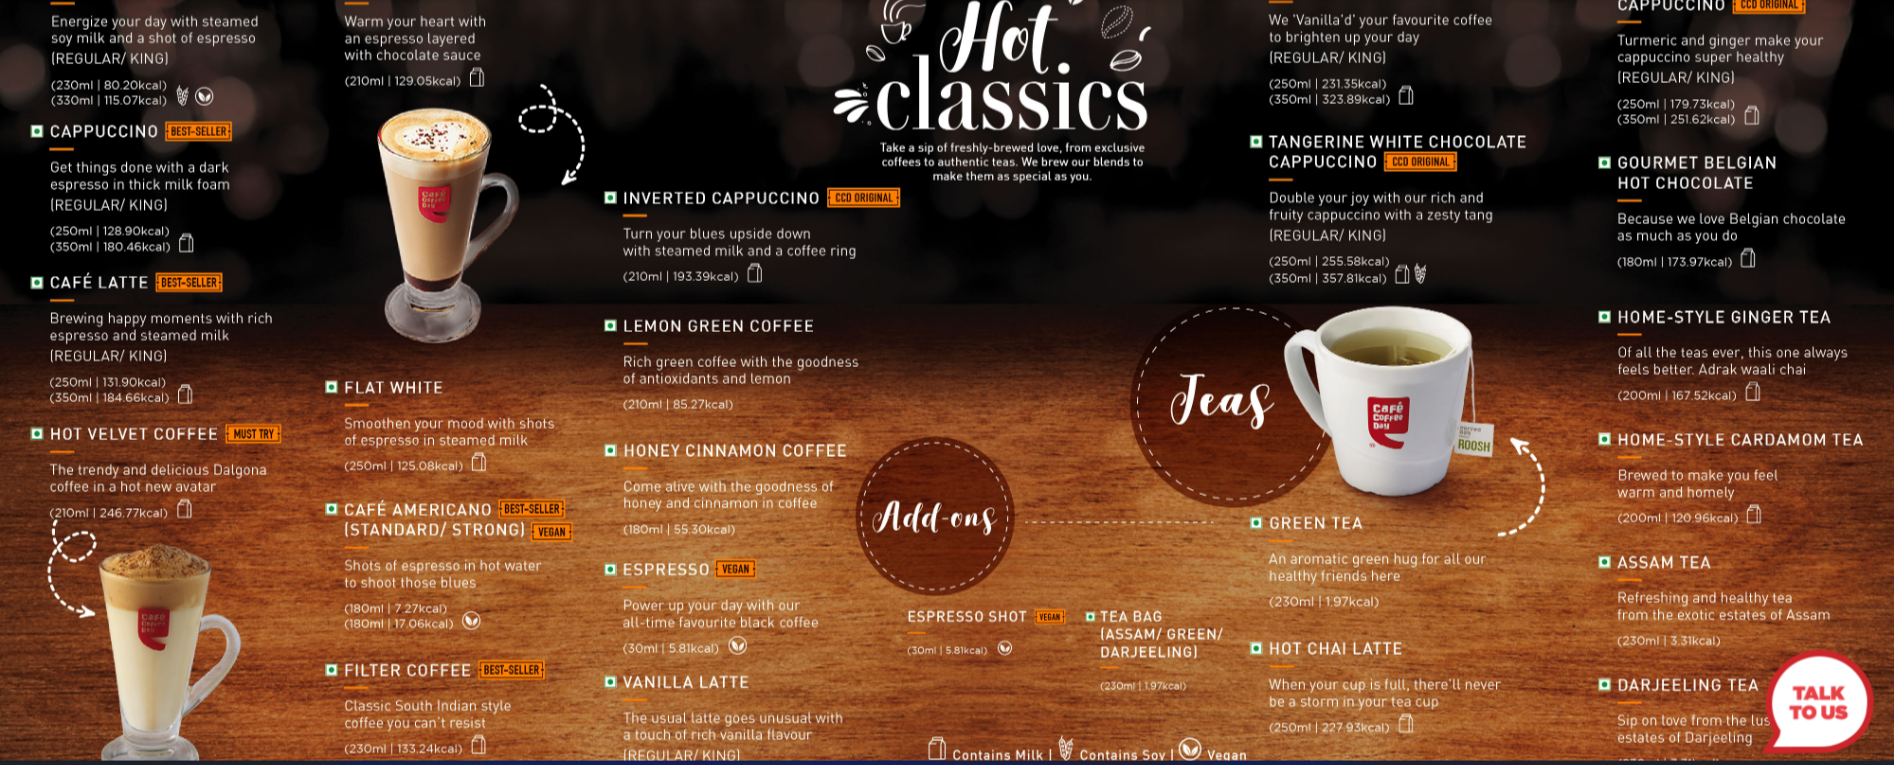 Energize your day with steamed
soy milk and a shot of espresso
(REGULAR/ KING)
(230ml | 80.20kcal)
(330ml | 115.07kcal)
CAPPUCCINO BEST-SELLER
Get things done with a dark
espresso in thick milk foam
(REGULAR/ KING)
(250ml | 128.90kcal)
(350ml | 180.46kcal)
CAFÉ LATTE BEST-SELLER
Brewing happy moments with rich
espresso and steamed milk
(REGULAR/ KING)
(250ml | 131.90kcal)
(350ml | 184.66kcal)
HOT VELVET COFFEE MUST TRY
The trendy and delicious Dalgona
coffee in a hot new avatar
(210ml | 246.77kcal)
Café
Coffee
Day
Warm your heart with
an espresso layered
with chocolate sauce
(210ml | 129.05kcal)
Café
Coffee
Day
FLAT WHITE
Smoothen your mood with shots
of espresso in steamed milk
(250ml | 125.08kcal)
CAFÉ AMERICANO BEST-SELLER
(STANDARD/ STRONG) VEGAN
Shots of espresso in hot water
to shoot those blues
(180ml | 7.27kcal)
(180ml | 17.06kcal)
FILTER COFFEE BEST-SELLER
Classic South Indian style
coffee you can't resist
(230ml | 133.24kcal)
Hot
classics
Take a sip of freshly-brewed love, from exclusive
coffees to authentic teas. We brew our blends to
make them as special as you.
INVERTED CAPPUCCINO CCD ORIGINAL
Turn your blues upside down
with steamed milk and a coffee ring
(210ml | 193.39kcal)
LEMON GREEN COFFEE
Rich green coffee with the goodness
of antioxidants and lemon
(210ml | 85.27kcal)
HONEY CINNAMON COFFEE
Come alive with the goodness of
honey and cinnamon in coffee
(180ml | 55.30kcal)
ESPRESSO VEGAN
Power up your day with our
all-time favourite black coffee
(30ml | 5.81kcal)
VANILLA LATTE
The usual latte goes unusual with
a touch of rich vanilla flavour
(REGULAR/ KING)
Add-ons
ESPRESSO SHOT VEGAN
(30ml | 5.81kcal)
TEA BAG
(ASSAM/ GREEN/
DARJEELING)
(230ml | 1.97kcal)
Contains Milk | Contains Soy | Vegan
We 'Vanilla'd' your favourite coffee
to brighten up your day
(REGULAR/ KING)
(250ml | 231.35kcal)
(350ml | 323.89kcal)
TANGERINE WHITE CHOCOLATE
CAPPUCCINO CCD ORIGINAL
Double your joy with our rich and
fruity cappuccino with a zesty tang
(REGULAR/ KING)
(250ml | 255.58kcal)
(350ml | 357.81kcal)
Teas
Café
Coffee
Day
ROOSH
GREEN TEA
An aromatic green hug for all our
healthy friends here
(230ml | 1.97kcal)
HOT CHAI LATTE
When your cup is full, there'll never
be a storm in your tea cup
(250ml | 227.93kcal)
CAPPUCCINO CCD ORIGINAL
Turmeric and ginger make your
cappuccino super healthy
(REGULAR/ KING)
(250ml | 179.73kcal)
(350ml | 251.62kcal)
GOURMET BELGIAN
HOT CHOCOLATE
Because we love Belgian chocolate
as much as you do
(180ml | 173.97kcal)
HOME-STYLE GINGER TEA
Of all the teas ever, this one always
feels better. Adrak waali chai
(200ml | 167.52kcal)
HOME-STYLE CARDAMOM TEA
Brewed to make you feel
warm and homely
(200ml | 120.96kcal)
ASSAM TEA
Refreshing and healthy tea
from the exotic estates of Assam
(230ml | 3.31kcal)
DARJEELING TEA
Sip on love from the lus
estates of Darjeeling
TALK
TO US